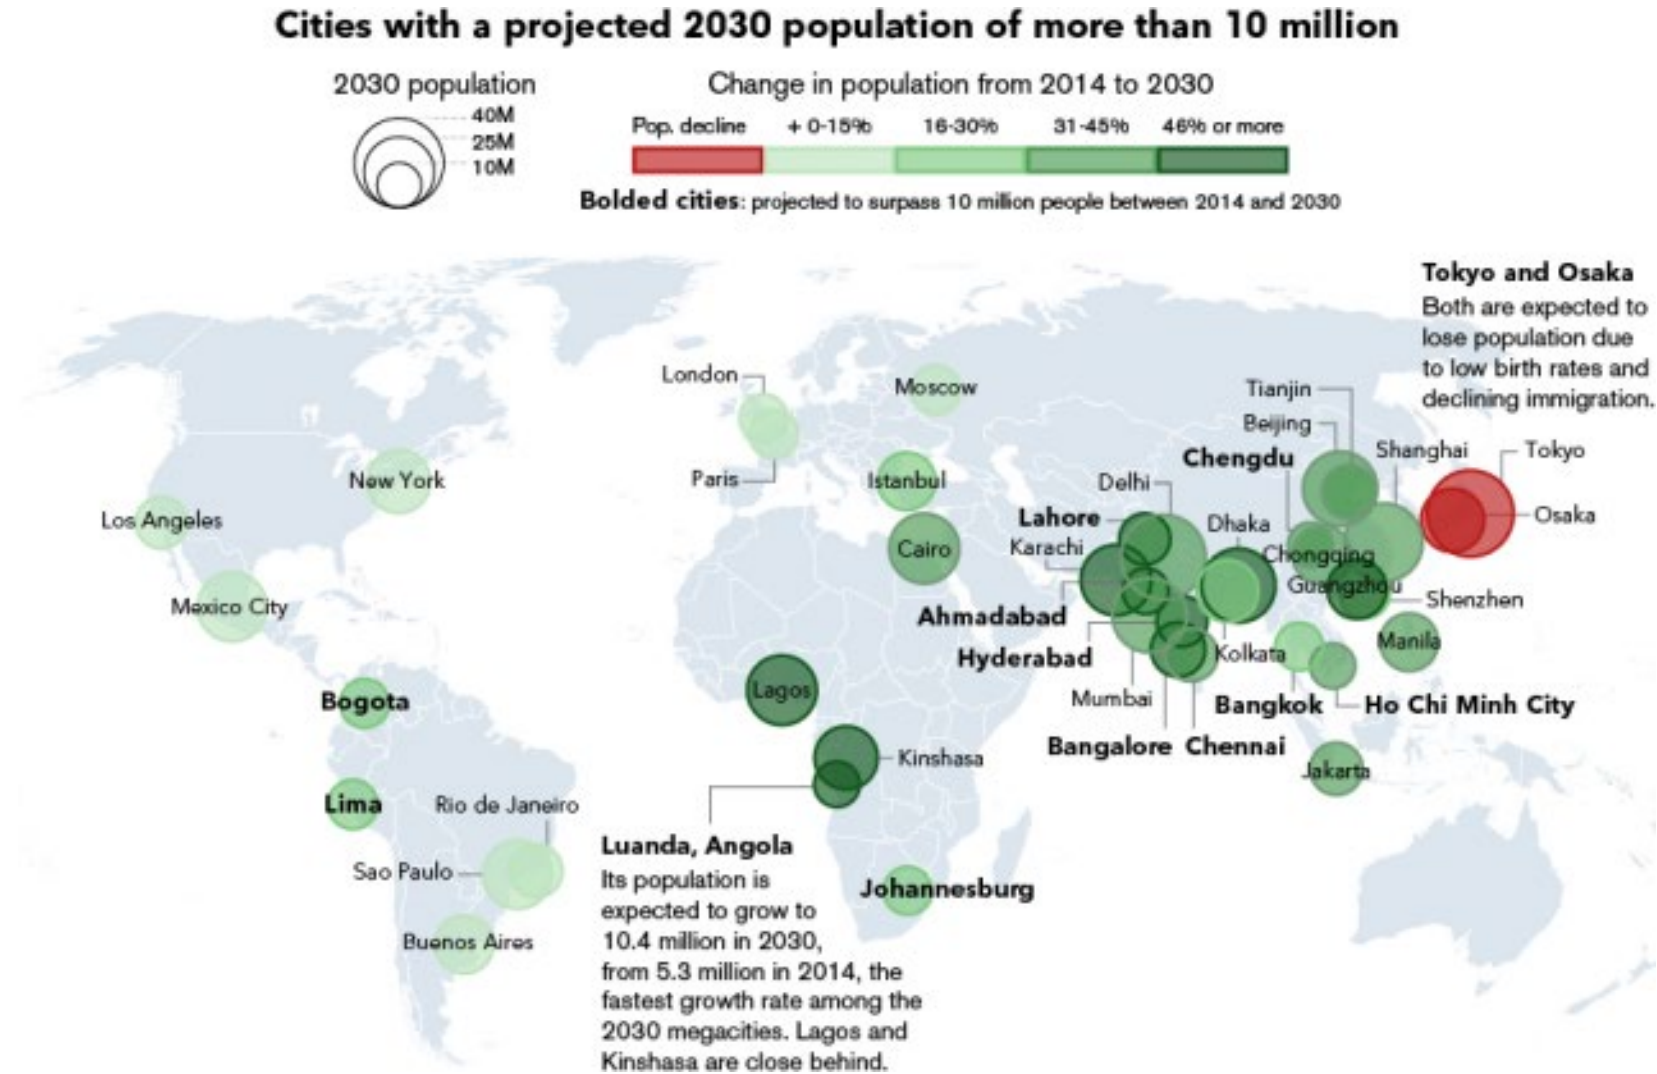 Cities with a projected 2030 population of more than 10 million
2030 population
40M
25M
10M
Change in population from 2014 to 2030
Pop. decline
+ 0-15%
16-30%
31-45%
46% or more
Bolded cities: projected to surpass 10 million people between 2014 and 2030
Tokyo and Osaka
Both are expected to
lose population due
to low birth rates and
declining immigration.
London
Moscow
Tianjin
Beijing
Chengdu
Shanghai
Tokyo
New York
Paris
Istanbul
Delhi
Los Angeles
Lahore
Dhaka
Osaka
Karachi
Cairo
Chongqing
Guangzhou
Shenzhen
Mexico City
Ahmadabad
Hyderabad
Kolkata
Manila
Lagos
Mumbai
Bangkok
Ho Chi Minh City
Bogota
Bangalore
Chennai
Kinshasa
Jakarta
Lima
Rio de Janeiro
Sao Paulo
Buenos Aires
Johannesburg
Luanda, Angola
Its population is
expected to grow to
10.4 million in 2030,
from 5.3 million in 2014, the
fastest growth rate among the
2030 megacities. Lagos and
Kinshasa are close behind.